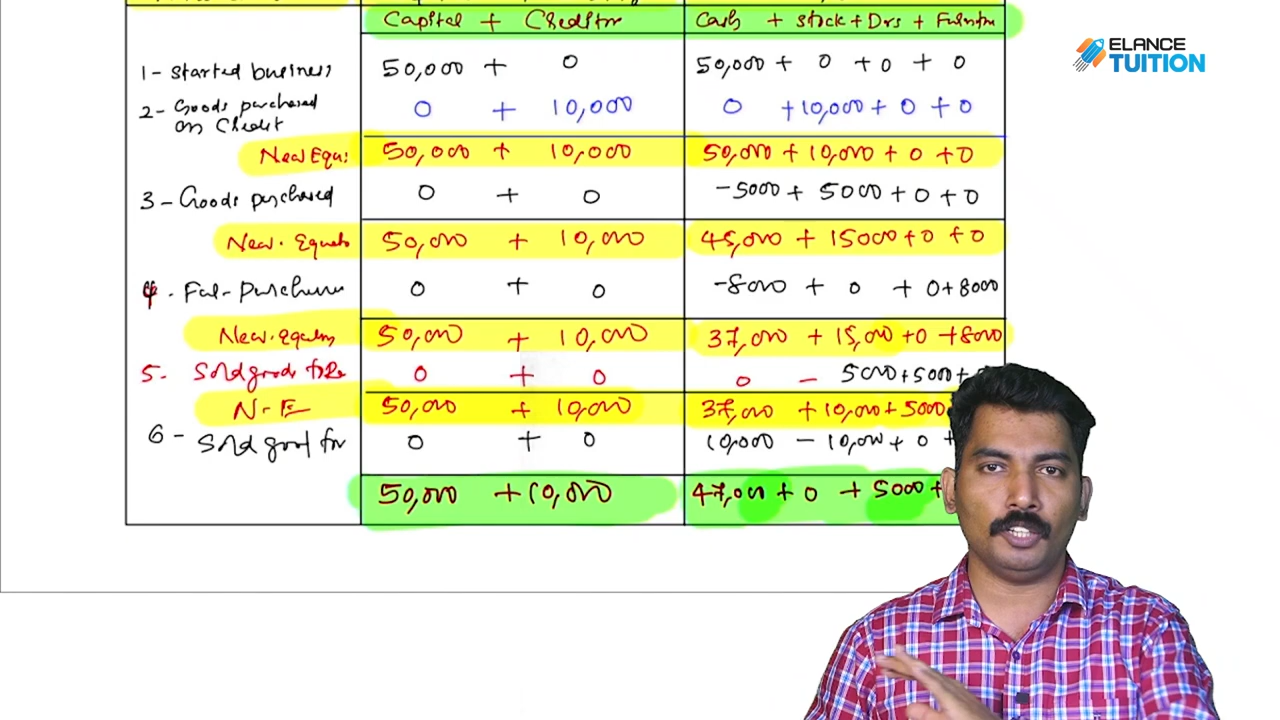 Capital + Creditor Cash + Stock + Drs + Furnitur
1 - Started business 50,000 + 0 50,000 + 0 + 0 + 0
2 - Goods purchased on Credit 0 + 10,000 0 + 10,000 + 0 + 0
New Equ: 50,000 + 10,000 50,000 + 10,000 + 0 + 0
3 - Goods purchased 0 + 0 - 5000 + 5000 + 0 + 0
New. 50,000 + 10,000 45,000 + 15000 + 0 + 0
4. Fur - 0 + 0 - 8000 + 0 + 0 + 8000
New. 50,000 + 10,000 37,000 + 15,000 + 0 + 8000
5 - Sold goods 0 + 0 0 - 5000 + 5000 +
N - E 50,000 + 10,000 37,000 + 10,000 + 5000
6 - Sold good for 0 + 0 10,000 - 10,000 + 0 +
50,000 + 10,000 47,000 + 0 + 5000 +
ELANCE
TUITION